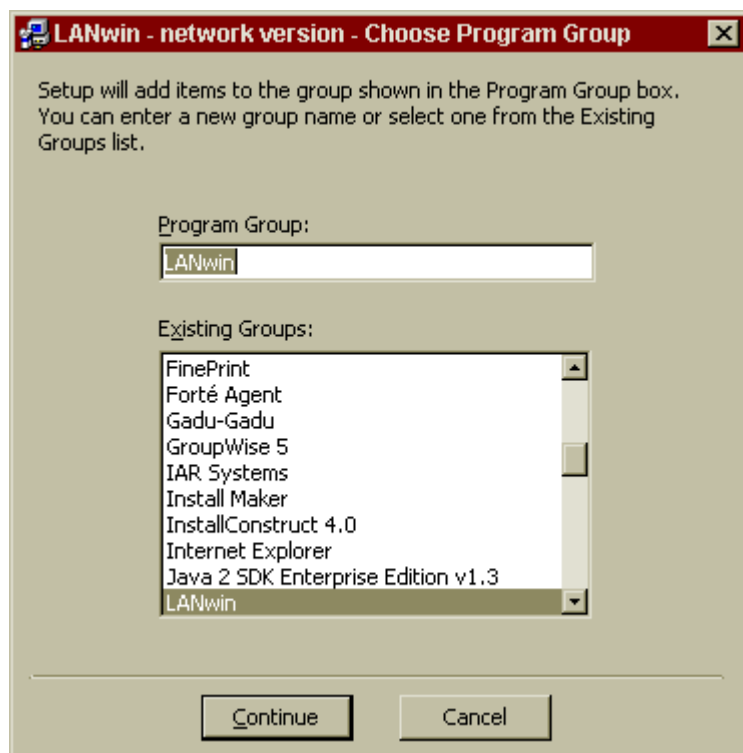 LANwin - network version - Choose Program Group
Setup will add items to the group shown in the Program Group box.
You can enter a new group name or select one from the Existing
Groups list.
Program Group:
LANwin
Existing Groups:
FinePrint
Forté Agent
Gadu-Gadu
GroupWise 5
IAR Systems
Install Maker
InstallConstruct 4.0
Internet Explorer
Java 2 SDK Enterprise Edition v1.3
LANwin
Continue
Cancel